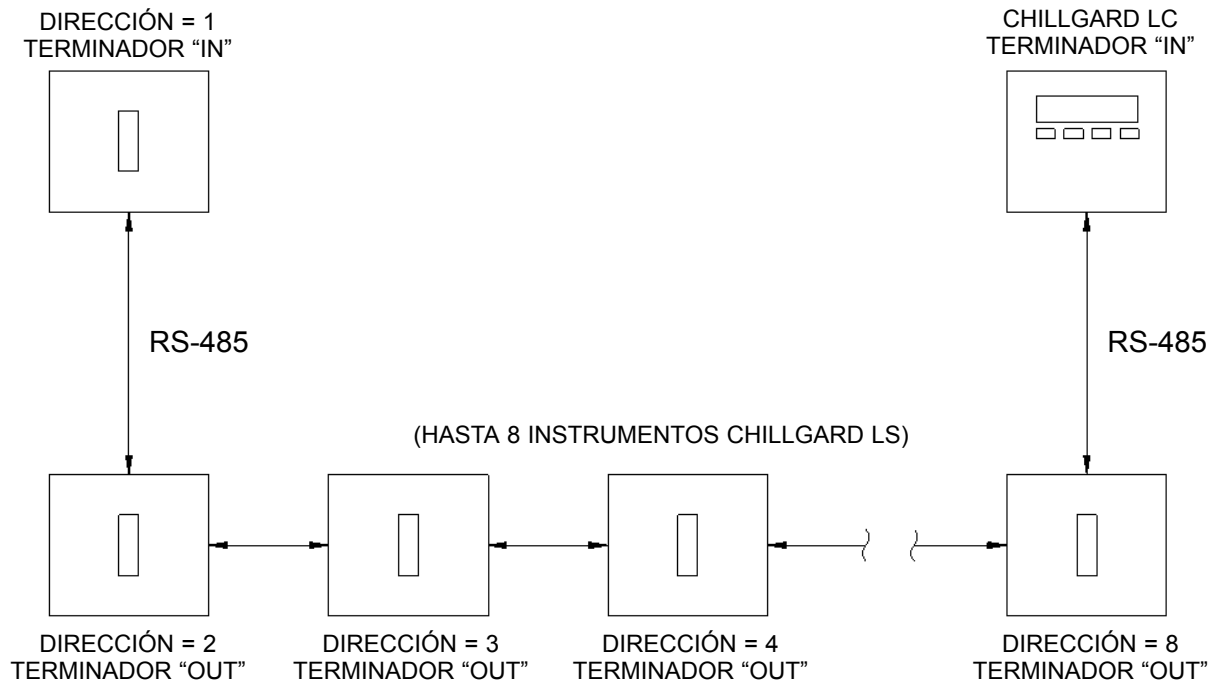 DIRECCIÓN = 1
TERMINADOR “IN”
CHILLGARD LC
TERMINADOR “IN”
RS-485
RS-485
(HASTA 8 INSTRUMENTOS CHILLGARD LS)
DIRECCIÓN = 2
TERMINADOR “OUT”
DIRECCIÓN = 3
TERMINADOR “OUT”
DIRECCIÓN = 4
TERMINADOR “OUT”
DIRECCIÓN = 8
TERMINADOR “OUT”